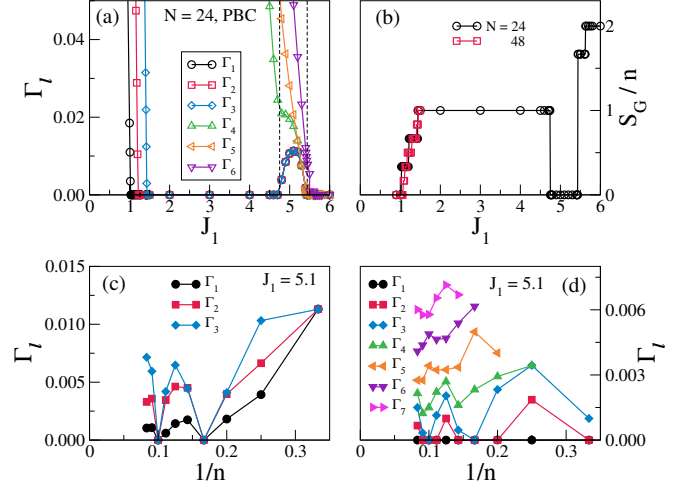 (a)
N = 24, PBC
Γ1
Γ2
Γ3
Γ4
Γ5
Γ6
0.04
0.02
0.00
Γl
0 1 2 3 4 5 6
J1
(b)
N = 24
48
2
1
0
SG / n
0 1 2 3 4 5 6
J1
(c)
J1 = 5.1
Γ1
Γ2
Γ3
0.015
0.010
0.005
0.000
Γl
0 0.1 0.2 0.3
1/n
J1 = 5.1
(d)
Γ1
Γ2
Γ3
Γ4
Γ5
Γ6
Γ7
0.006
0.003
0.000
Γl
0 0.1 0.2 0.3
1/n